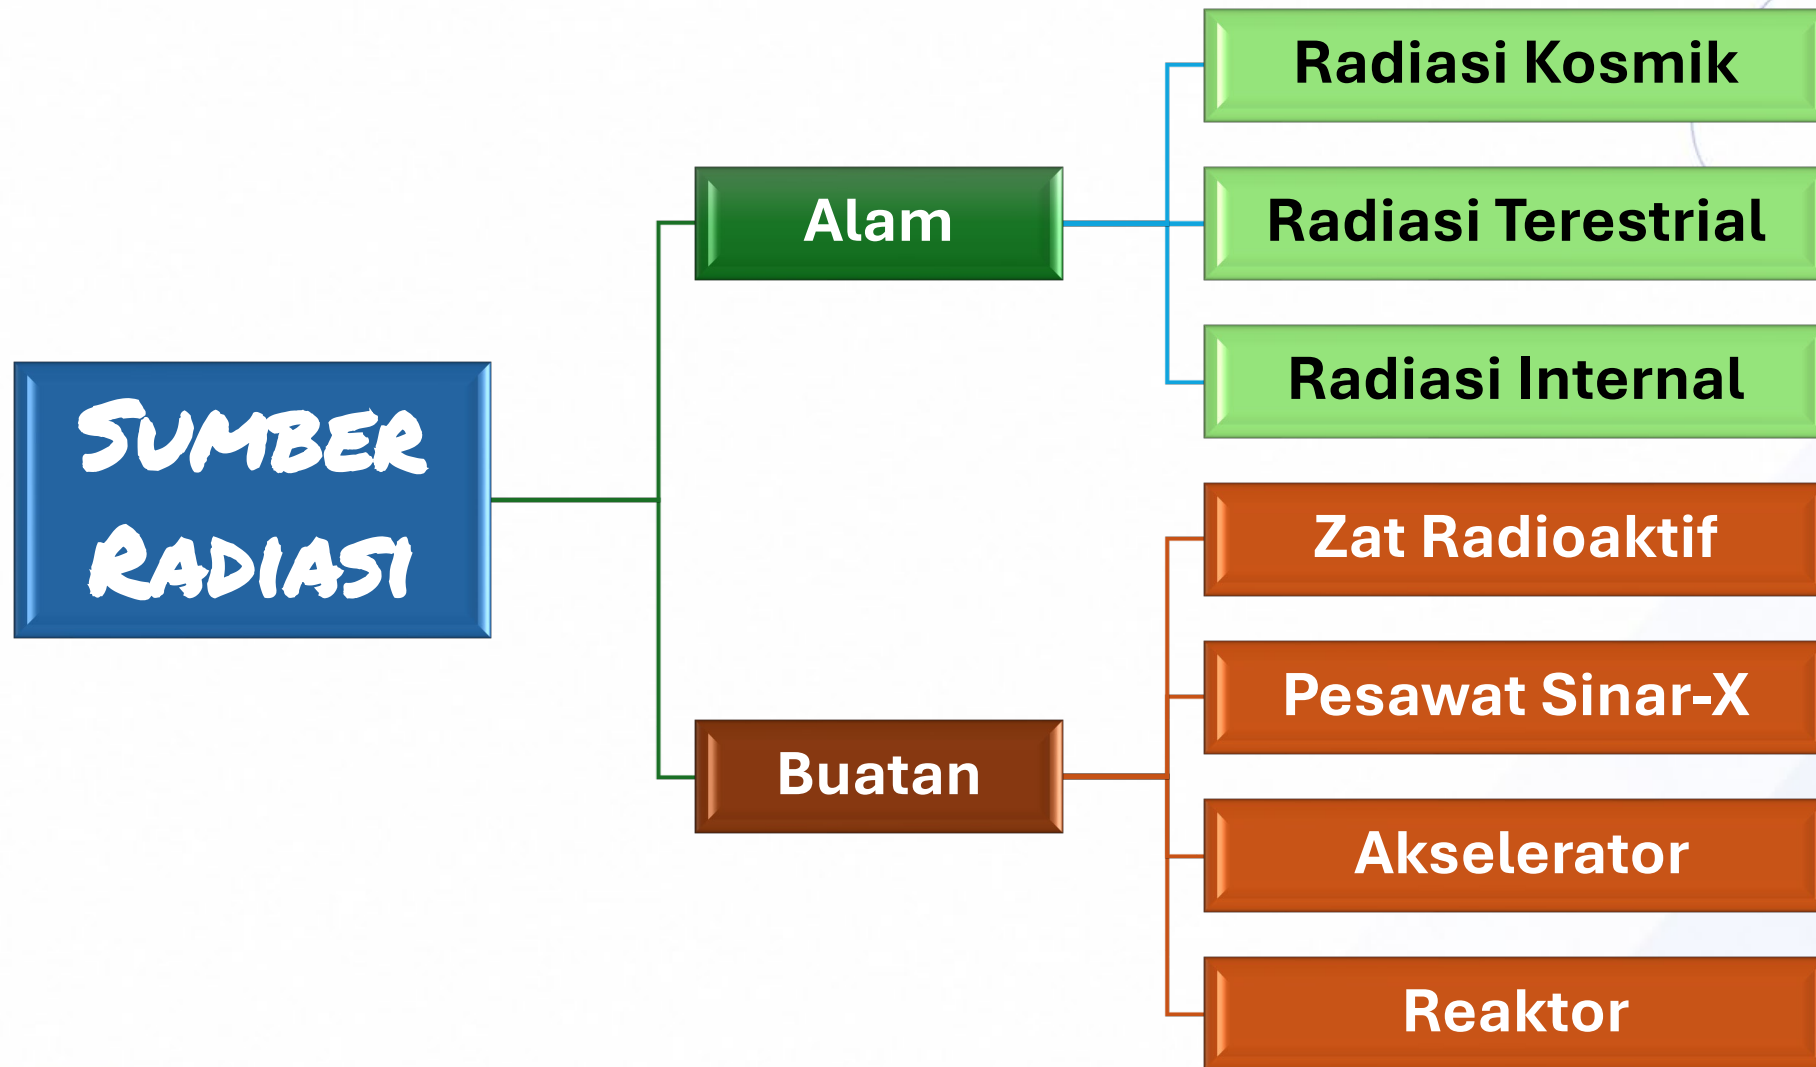 SUMBER
RADIASI
Alam
Radiasi Kosmik
Radiasi Terestrial
Radiasi Internal
Buatan
Zat Radioaktif
Pesawat Sinar-X
Akselerator
Reaktor